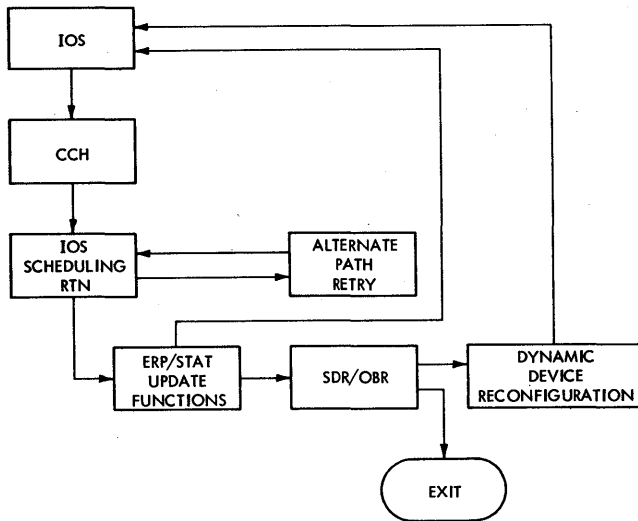 IOS
CCH
IOS
SCHEDULING
RTN
ALTERNATE
PATH
RETRY
ERP/STAT
UPDATE
FUNCTIONS
SDR/OBR
DYNAMIC
DEVICE
RECONFIGURATION
EXIT